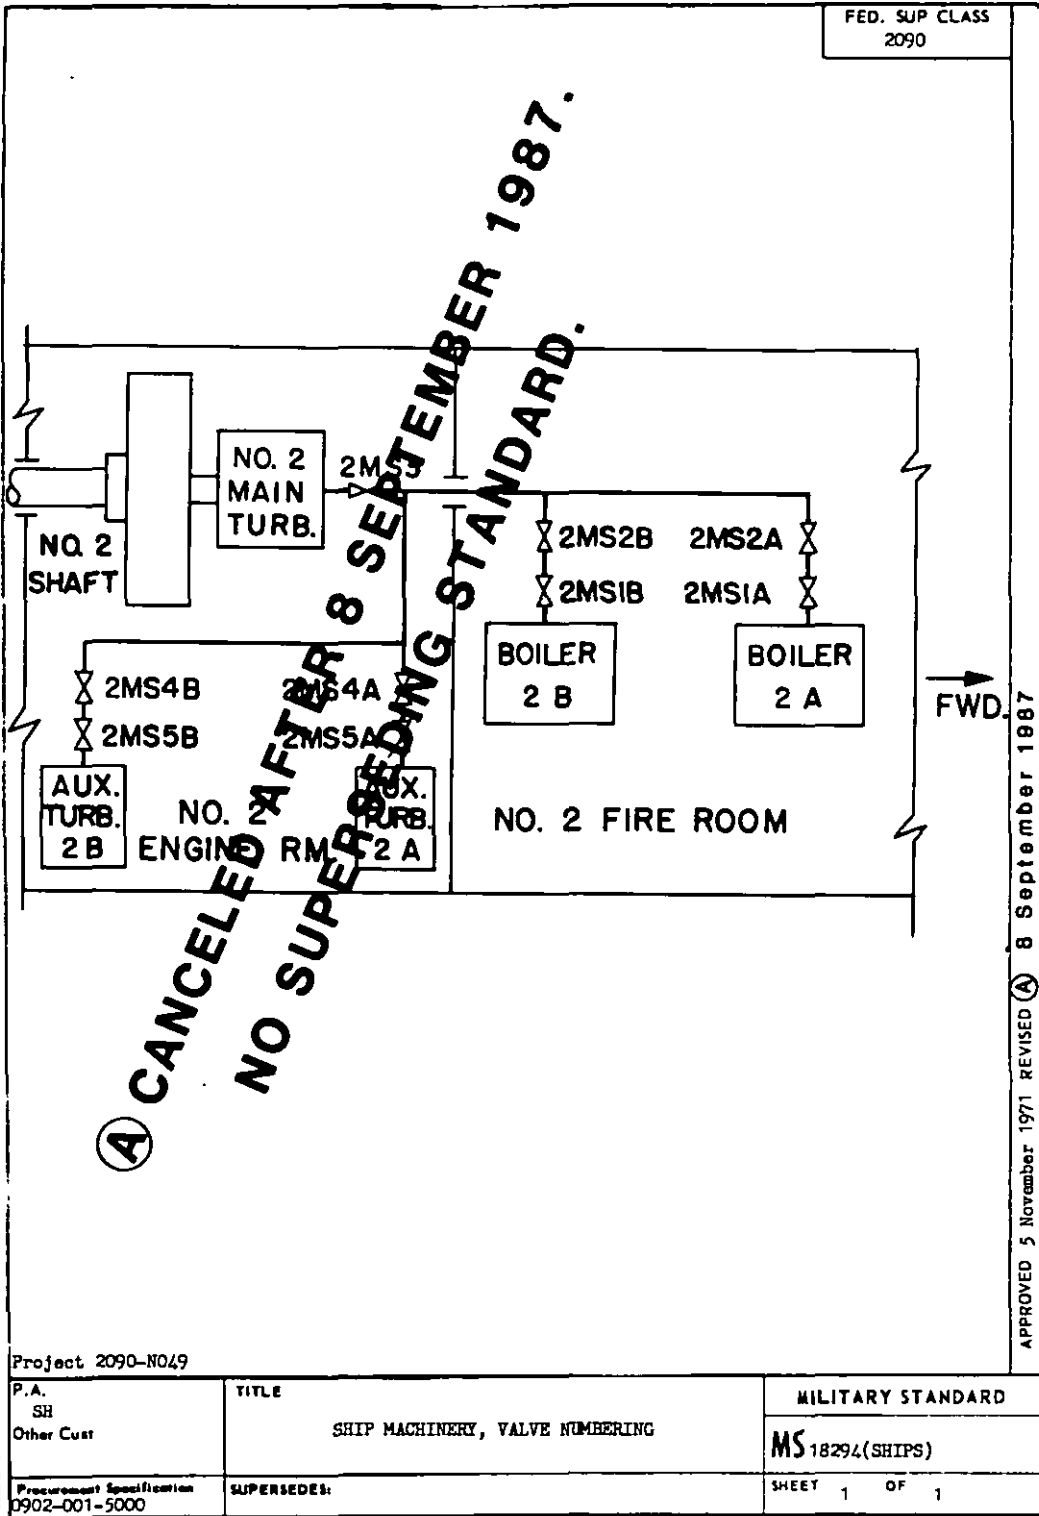 FED. SUP CLASS
2090
A CANCELED AFTER 8 SEPTEMBER 1987.
NO SUPERSEDING STANDARD.
NO. 2
MAIN
TURB.
2MS3
NO. 2
SHAFT
2MS2B
2MS2A
2MS1B
2MS1A
BOILER
2 B
BOILER
2 A
FWD.
2MS4B
2MS4A
2MS5B
2MS5A
AUX.
TURB.
2 B
NO. 2
ENGINE RM.
AUX.
TURB.
2 A
NO. 2 FIRE ROOM
APPROVED 5 November 1971 REVISED A 8 September 1987
Project 2090-N049
P.A.
SH
Other Cust
TITLE
SHIP MACHINERY, VALVE NUMBERING
MILITARY STANDARD
MS 18294(SHIPS)
Procurement Specification
0902-001-5000
SUPERSEDES:
SHEET 1 OF 1